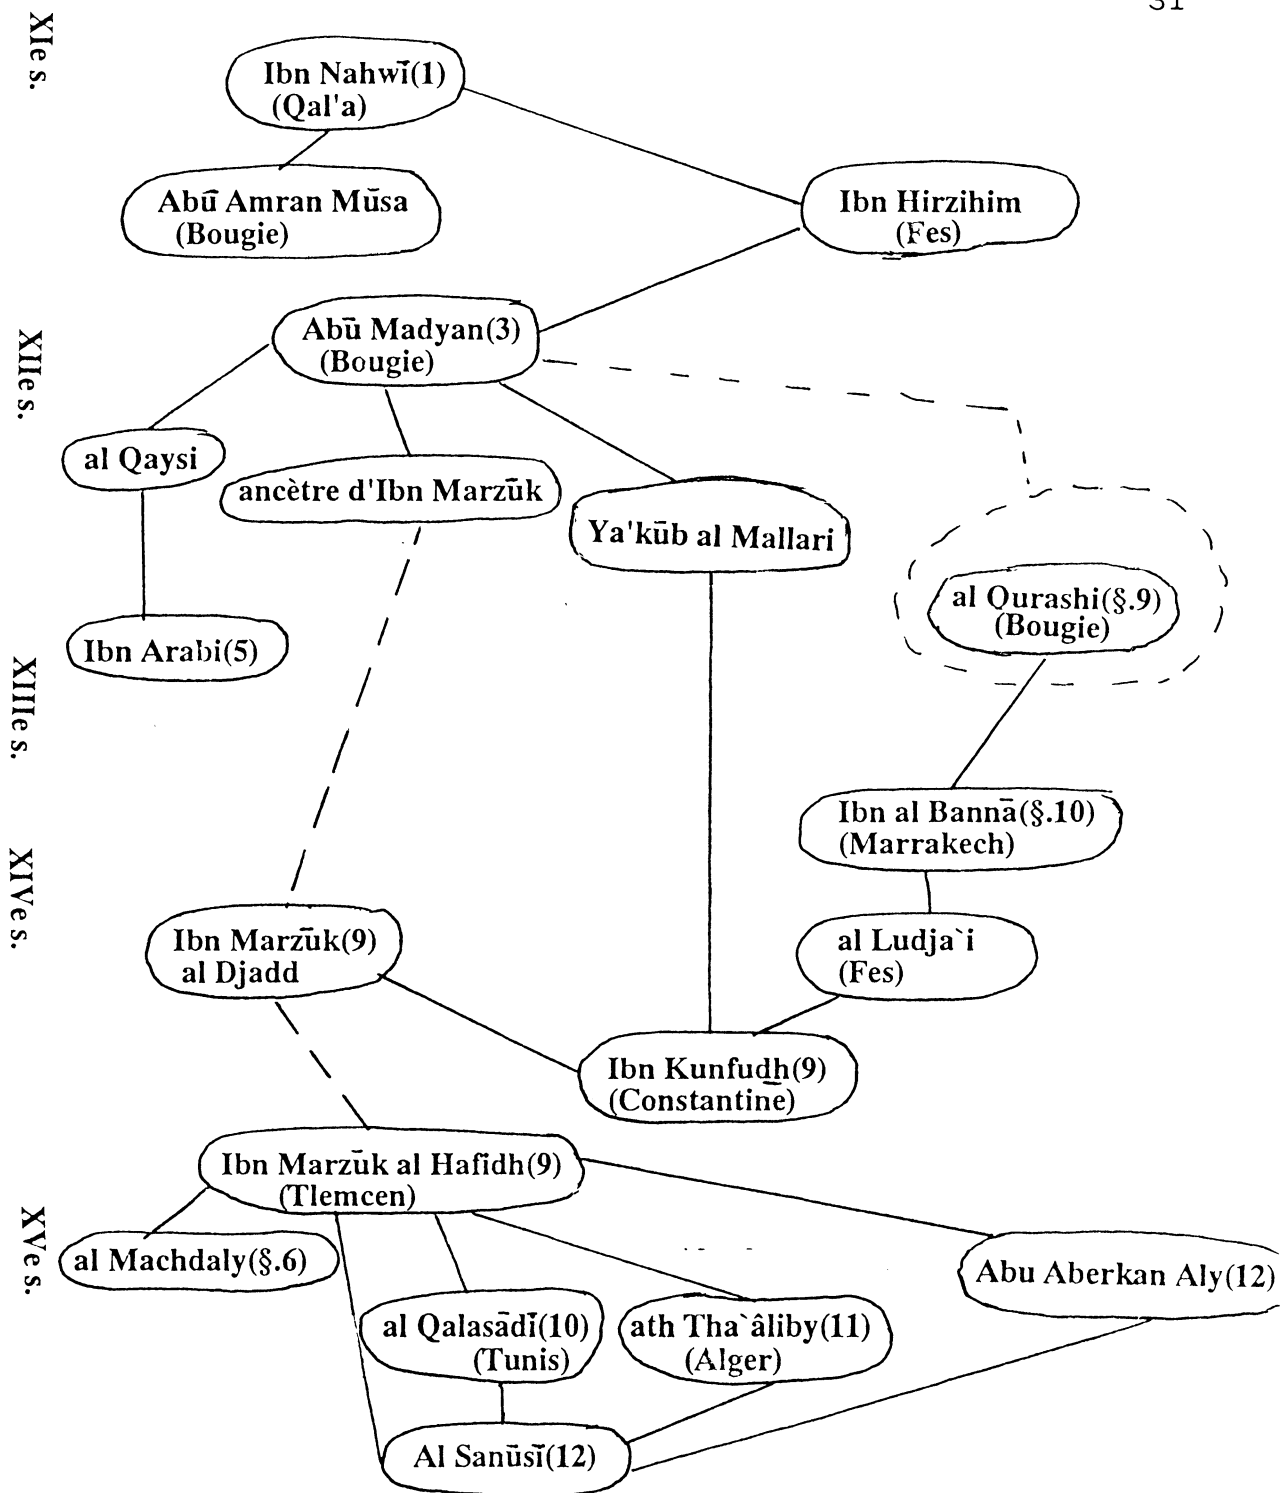 31
XIe s.
Ibn Nahwī(1)
(Qal'a)
Abū Amran Mūsa
(Bougie)
Ibn Hirzihim
(Fes)
XIIe s.
Abū Madyan(3)
(Bougie)
al Qaysi
ancètre d'Ibn Marzūk
Ya'kūb al Mallari
al Qurashi(§.9)
(Bougie)
Ibn Arabi(5)
XIIIe s.
Ibn al Bannā(§.10)
(Marrakech)
XIVe s.
Ibn Marzūk(9)
al Djadd
al Ludja`i
(Fes)
Ibn Kunfudh(9)
(Constantine)
Ibn Marzūk al Hafidh(9)
(Tlemcen)
XVe s.
al Machdaly(§.6)
Abu Aberkan Aly(12)
al Qalasādī(10)
(Tunis)
ath Tha`âliby(11)
(Alger)
Al Sanūsī(12)